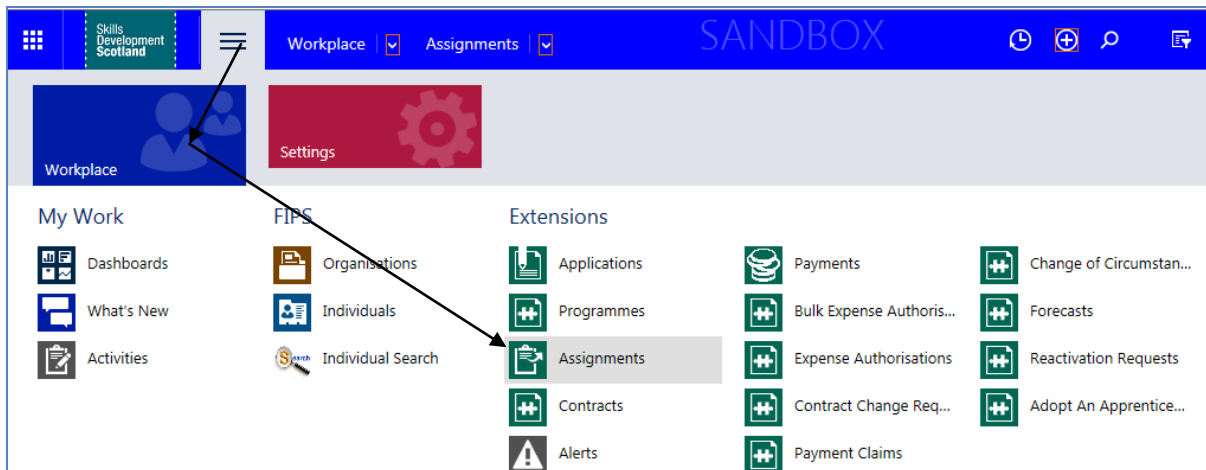 Skills
Development
Scotland
Workplace
Assignments
SANDBOX
Workplace
Settings
My Work
FIPS
Extensions
Dashboards
Organisations
Applications
Payments
Change of Circumstan...
What's New
Individuals
Programmes
Bulk Expense Authoris...
Forecasts
Activities
Search
Individual Search
Assignments
Expense Authorisations
Reactivation Requests
Contracts
Contract Change Req...
Adopt An Apprentice...
Alerts
Payment Claims